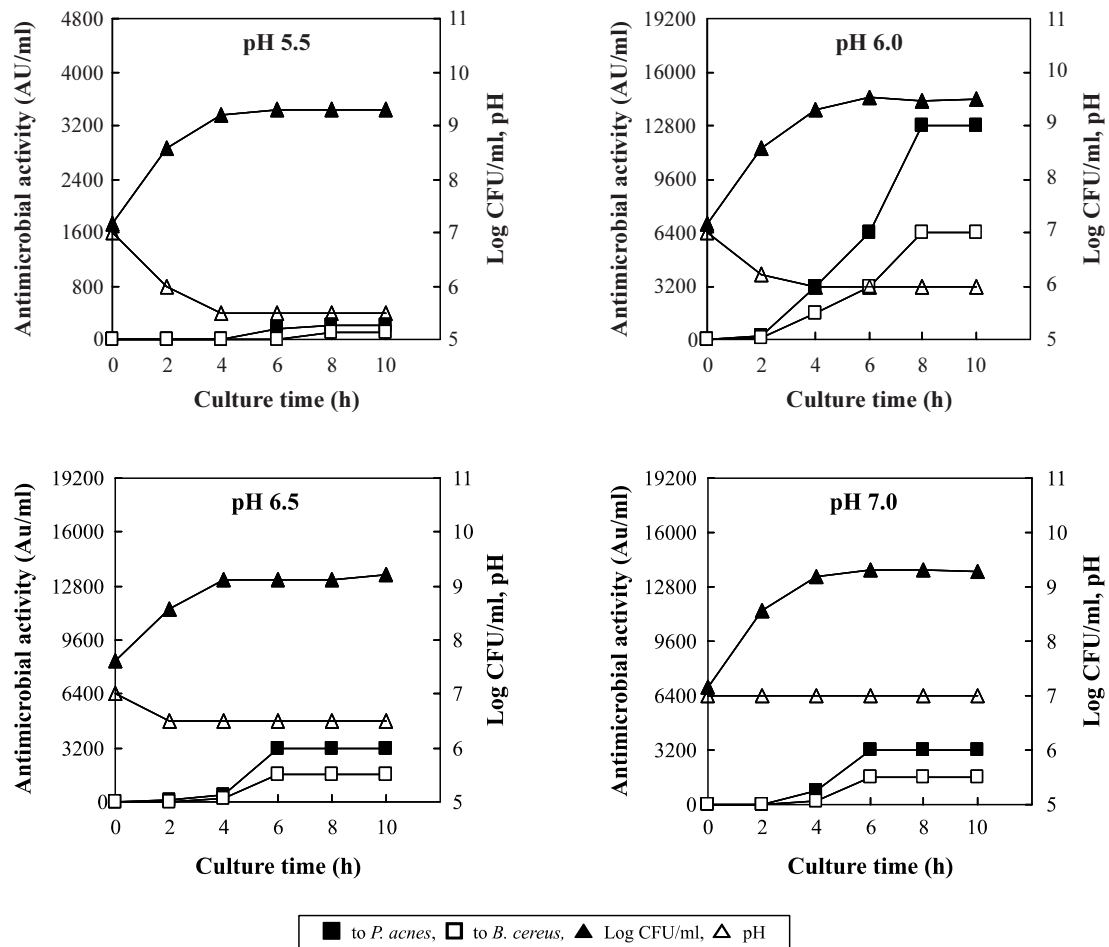 pH 5.5
Antimicrobial activity (AU/ml)
4800
4000
3200
2400
1600
800
0
11
10
9
8
7
6
5
Log CFU/ml, pH
0 2 4 6 8 10
Culture time (h)
pH 6.0
Antimicrobial activity (AU/ml)
19200
16000
12800
9600
6400
3200
0
11
10
9
8
7
6
5
Log CFU/ml, pH
0 2 4 6 8 10
Culture time (h)
pH 6.5
Antimicrobial activity (Au/ml)
19200
16000
12800
9600
6400
3200
0
11
10
9
8
7
6
5
Log CFU/ml, pH
0 2 4 6 8 10
Culture time (h)
pH 7.0
Antimicrobial activity (Au/ml)
19200
16000
12800
9600
6400
3200
0
11
10
9
8
7
6
5
Log CFU/ml, pH
0 2 4 6 8 10
Culture time (h)
to P. acnes, to B. cereus, Log CFU/ml, pH